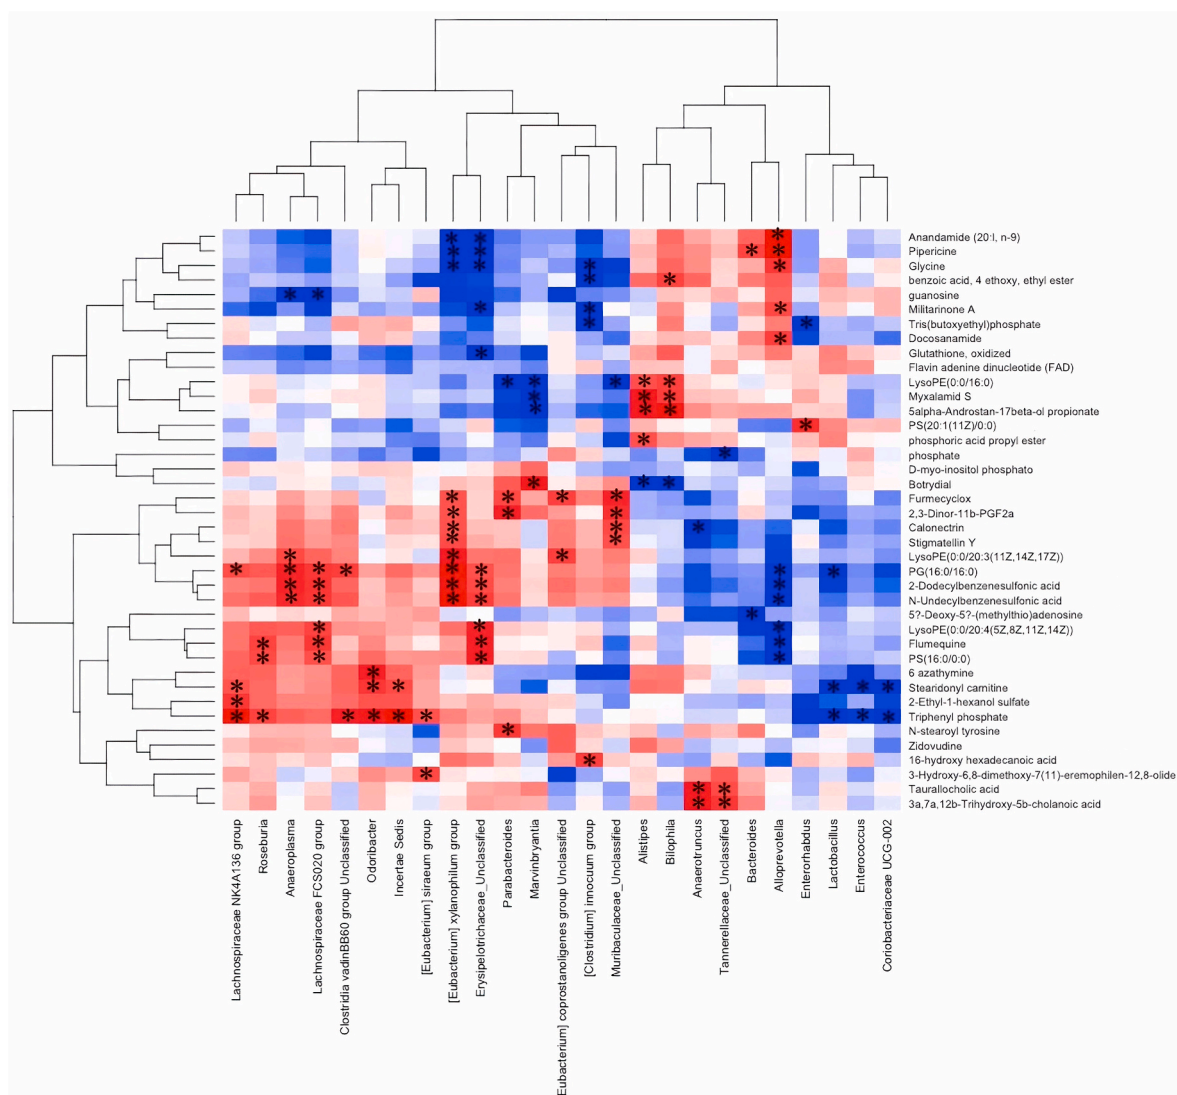 Anandamide (20:l, n-9)
Pipericine
Glycine
benzoic acid, 4 ethoxy, ethyl ester
guanosine
Militarinone A
Tris(butoxyethyl)phosphate
Docosanamide
Glutathione, oxidized
Flavin adenine dinucleotide (FAD)
LysoPE(0:0/16:0)
Myxalamid S
5alpha-Androstan-17beta-ol propionate
PS(20:1(11Z)/0:0)
phosphoric acid propyl ester
phosphate
D-myo-inositol phosphato
Botrydial
Furmecyclox
2,3-Dinor-11b-PGF2a
Calonectrin
Stigmatellin Y
LysoPE(0:0/20:3(11Z,14Z,17Z))
PG(16:0/16:0)
2-Dodecylbenzenesulfonic acid
N-Undecylbenzenesulfonic acid
5?-Deoxy-5?-(methylthio)adenosine
LysoPE(0:0/20:4(5Z,8Z,11Z,14Z))
Flumequine
PS(16:0/0:0)
6 azathymine
Stearidonyl carnitine
2-Ethyl-1-hexanol sulfate
Triphenyl phosphate
N-stearoyl tyrosine
Zidovudine
16-hydroxy hexadecanoic acid
3-Hydroxy-6,8-dimethoxy-7(11)-eremophilen-12,8-olide
Taurallocholic acid
3a,7a,12b-Trihydroxy-5b-cholanoic acid
Lachnospiraceae NK4A136 group
Roseburia
Anaeroplasma
Lachnospiraceae FCS020 group
Clostridia vadinBB60 group Unclassified
Odoribacter
Incertae Sedis
[Eubacterium] siraeum group
[Eubacterium] xylanophilum group
Erysipelotrichaceae_Unclassified
Parabacteroides
Marvinbryantia
Eubacterium] coprostanoligenes group Unclassified
[Clostridium] innocuum group
Muribaculaceae_Unclassified
Alistipes
Bilophila
Anaerotruncus
Tannerellaceae_Unclassified
Bacteroides
Alloprevotella
Enterorhabdus
Lactobacillus
Enterococcus
Coriobacteriaceae UCG-002